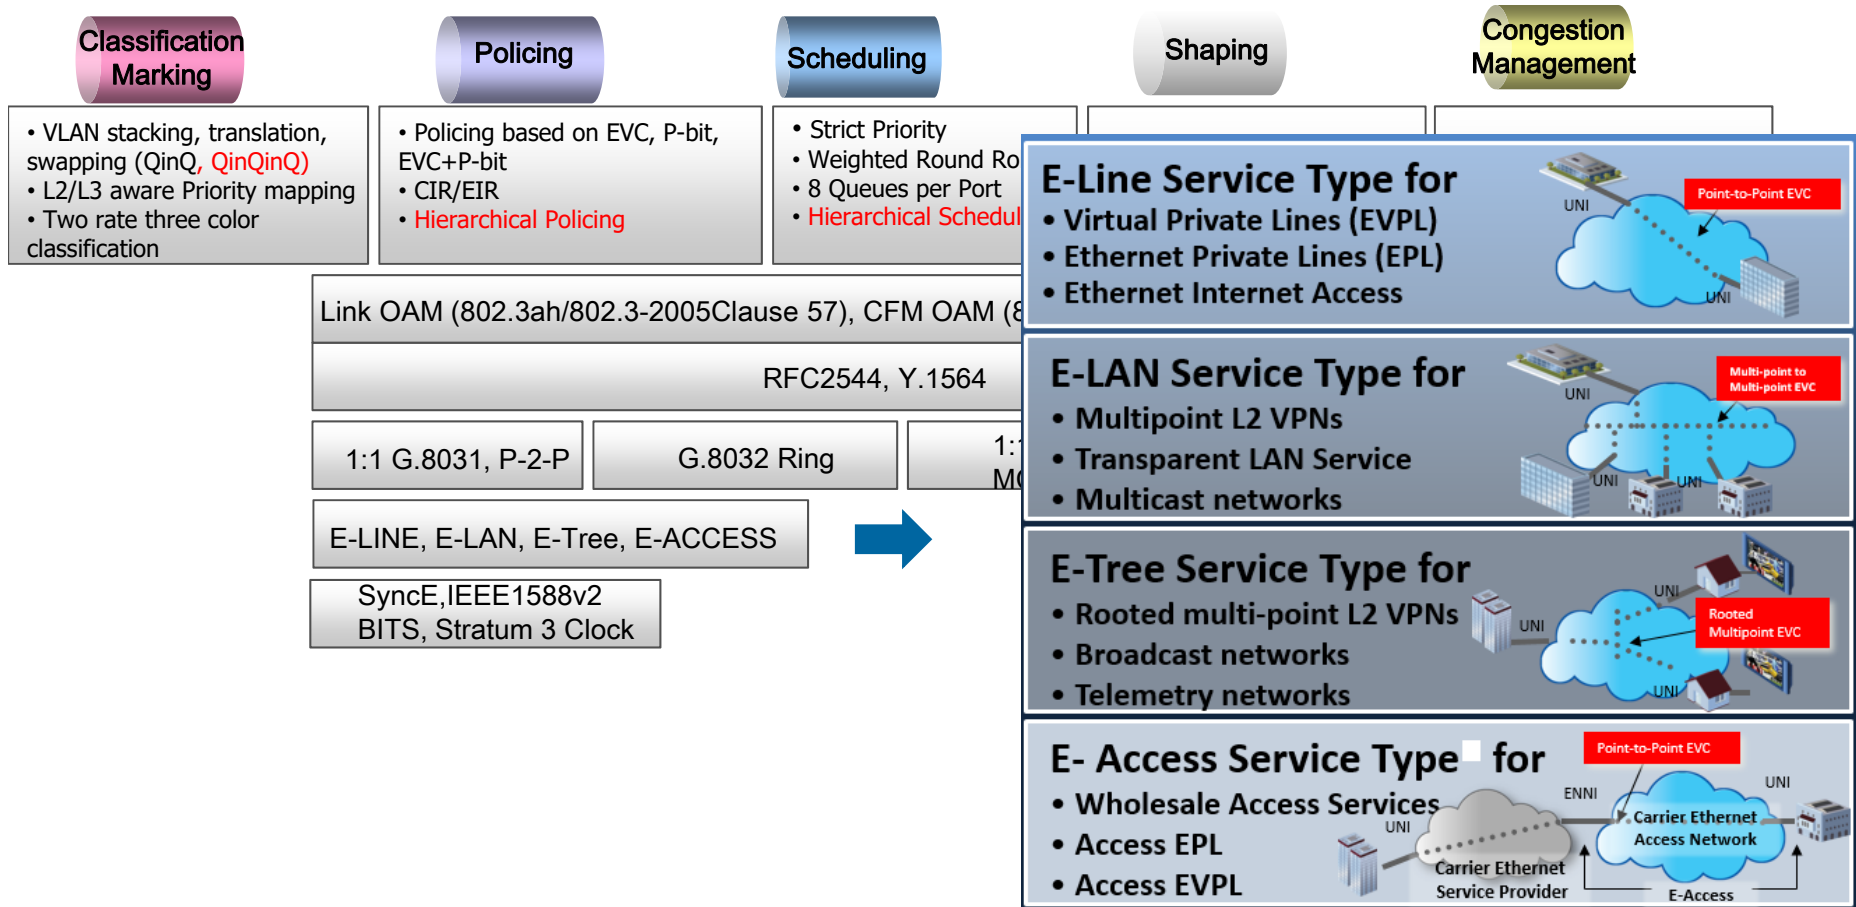 Classification
Marking
Policing
Scheduling
Shaping
Congestion
Management
• VLAN stacking, translation,
swapping (QinQ, QinQinQ)
• L2/L3 aware Priority mapping
• Two rate three color
classification
• Policing based on EVC, P-bit,
EVC+P-bit
• CIR/EIR
• Hierarchical Policing
• Strict Priority
• Weighted Round Ro
• 8 Queues per Port
• Hierarchical Schedul
Link OAM (802.3ah/802.3-2005Clause 57), CFM OAM (8
RFC2544, Y.1564
1:1 G.8031, P-2-P
G.8032 Ring
1:1
E-LINE, E-LAN, E-Tree, E-ACCESS
SyncE,IEEE1588v2
BITS, Stratum 3 Clock
E-Line Service Type for
• Virtual Private Lines (EVPL)
• Ethernet Private Lines (EPL)
• Ethernet Internet Access
Point-to-Point EVC
UNI
UNI
E-LAN Service Type for
• Multipoint L2 VPNs
• Transparent LAN Service
• Multicast networks
Multi-point to
Multi-point EVC
UNI
UNI
UNI
E-Tree Service Type for
• Rooted multi-point L2 VPNs
• Broadcast networks
• Telemetry networks
UNI
UNI
Rooted
Multipoint EVC
UNI
E- Access Service Type for
• Wholesale Access Services
• Access EPL
• Access EVPL
Point-to-Point EVC
UNI
ENNI
UNI
Carrier Ethernet
Access Network
Carrier Ethernet
Service Provider
E-Access